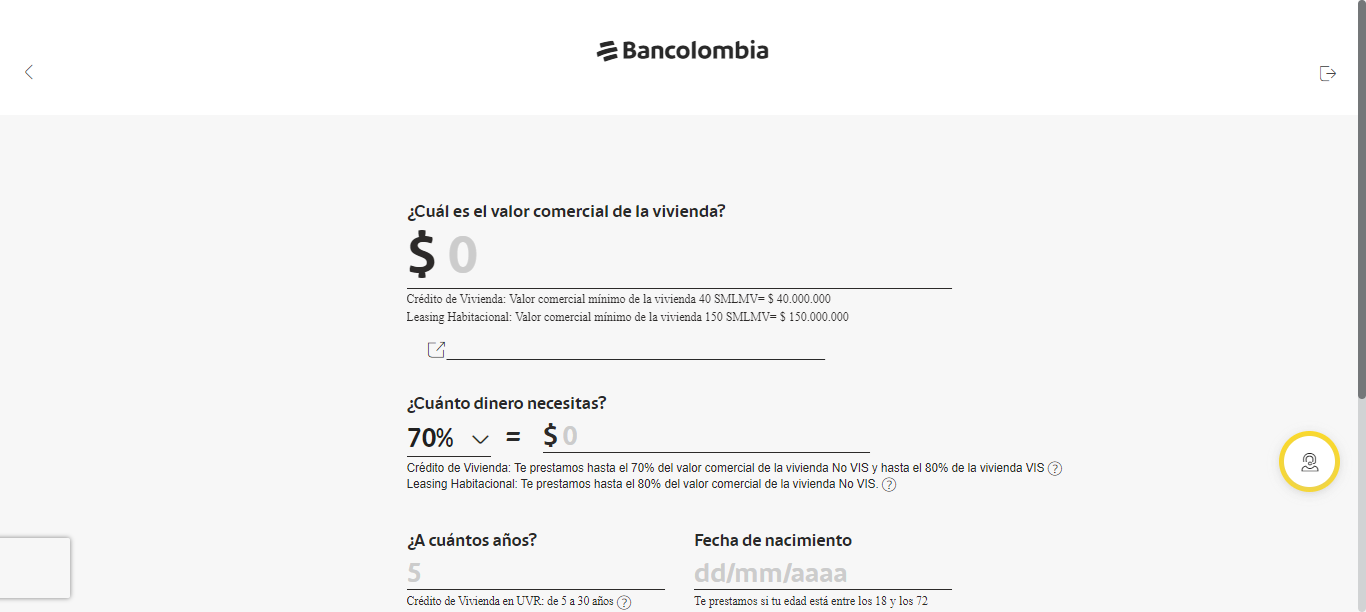 Bancolombia
¿Cuál es el valor comercial de la vivienda?
$ 0
Crédito de Vivienda: Valor comercial mínimo de la vivienda 40 SMLMV= $ 40.000.000
Leasing Habitacional: Valor comercial mínimo de la vivienda 150 SMLMV= $ 150.000.000
¿Cuánto dinero necesitas?
70% = $ 0
Crédito de Vivienda: Te prestamos hasta el 70% del valor comercial de la vivienda No VIS y hasta el 80% de la vivienda VIS ?
Leasing Habitacional: Te prestamos hasta el 80% del valor comercial de la vivienda No VIS. ?
¿A cuántos años?
5
Crédito de Vivienda en UVR: de 5 a 30 años ?
Fecha de nacimiento
dd/mm/aaaa
Te prestamos si tu edad está entre los 18 y los 72